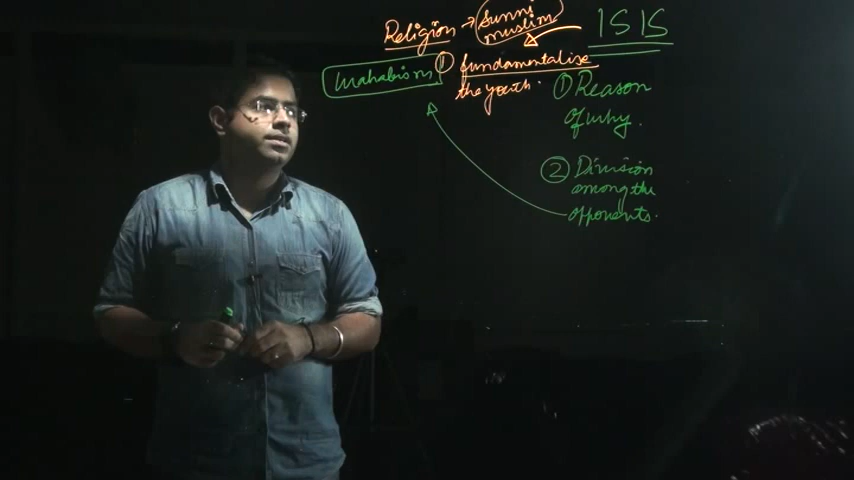 Religion → Sunni muslim
ISIS
Wahabism
① fundamentalise
the youth.
① Reason
of why.
② Division
among the
opponents.